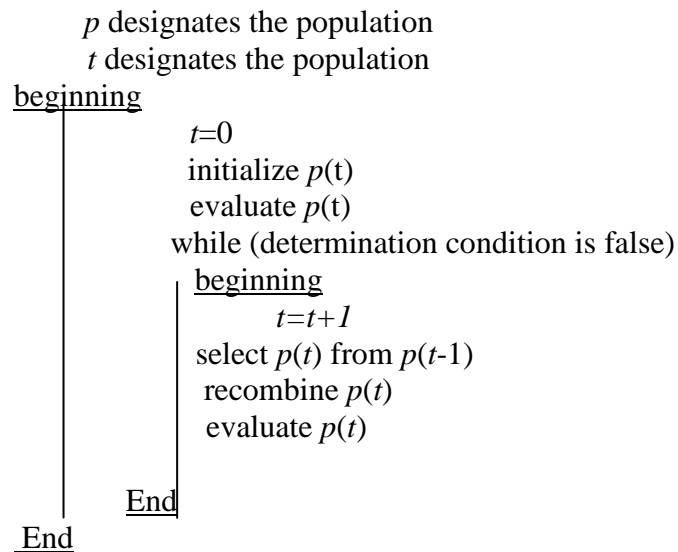 p designates the population
t designates the population
beginning
t=0
initialize p(t)
evaluate p(t)
while (determination condition is false)
beginning
t=t+1
select p(t) from p(t-1)
recombine p(t)
evaluate p(t)
End
End